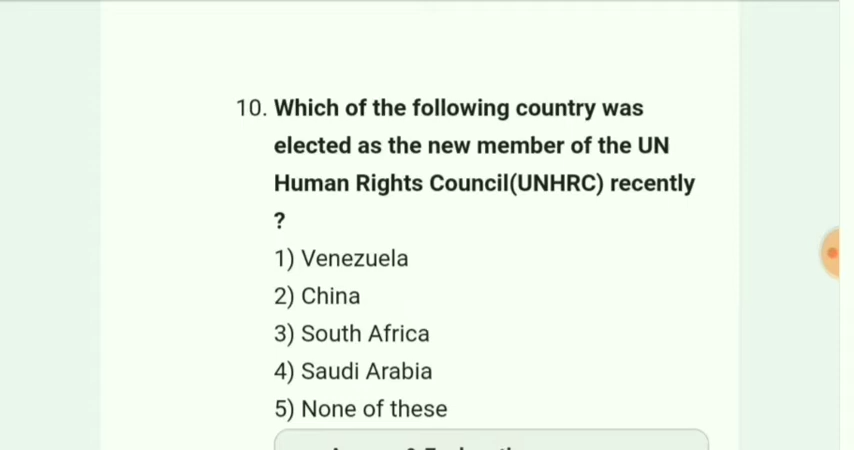 10. Which of the following country was
elected as the new member of the UN
Human Rights Council(UNHRC) recently
?
1) Venezuela
2) China
3) South Africa
4) Saudi Arabia
5) None of these